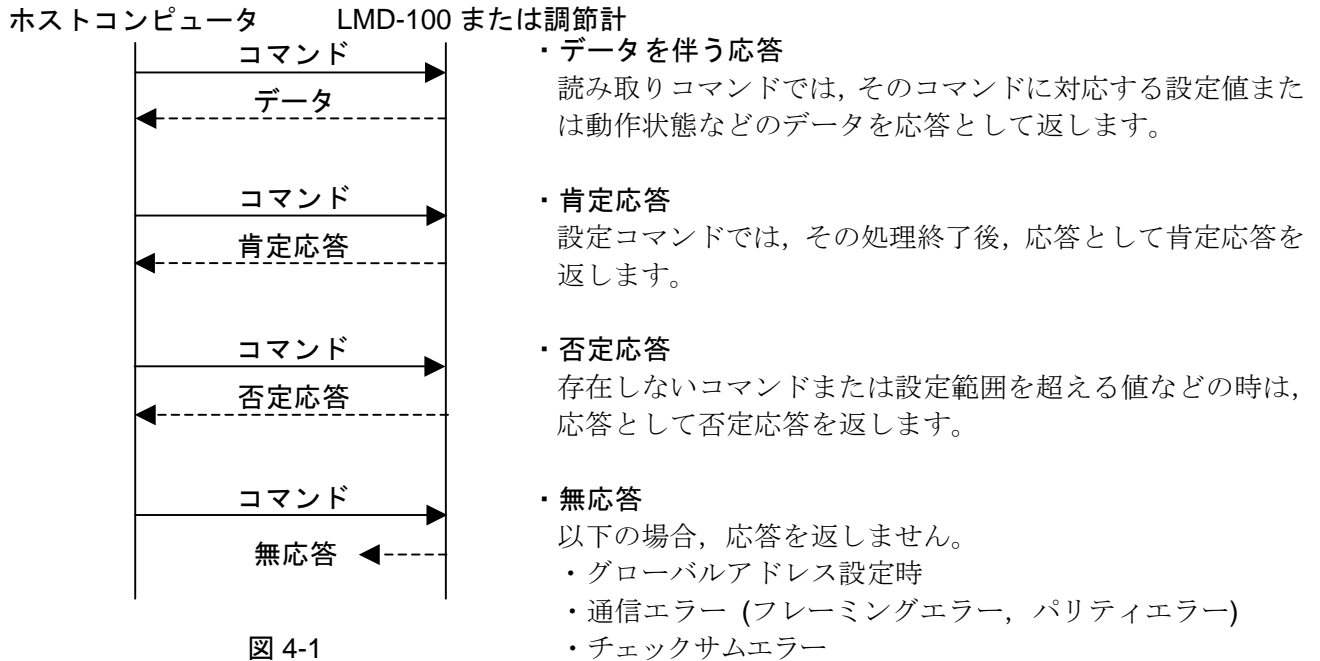 ホストコンピュータ LMD-100 または調節計
コマンド
データ
・データを伴う応答
読み取りコマンドでは, そのコマンドに対応する設定値また
は動作状態などのデータを応答として返します。
コマンド
肯定応答
・肯定応答
設定コマンドでは, その処理終了後, 応答として肯定応答を
返します。
コマンド
否定応答
・否定応答
存在しないコマンドまたは設定範囲を超える値などの時は,
応答として否定応答を返します。
コマンド
無応答
・無応答
以下の場合, 応答を返しません。
・グローバルアドレス設定時
・通信エラー (フレーミングエラー, パリティエラー)
・チェックサムエラー
図 4-1